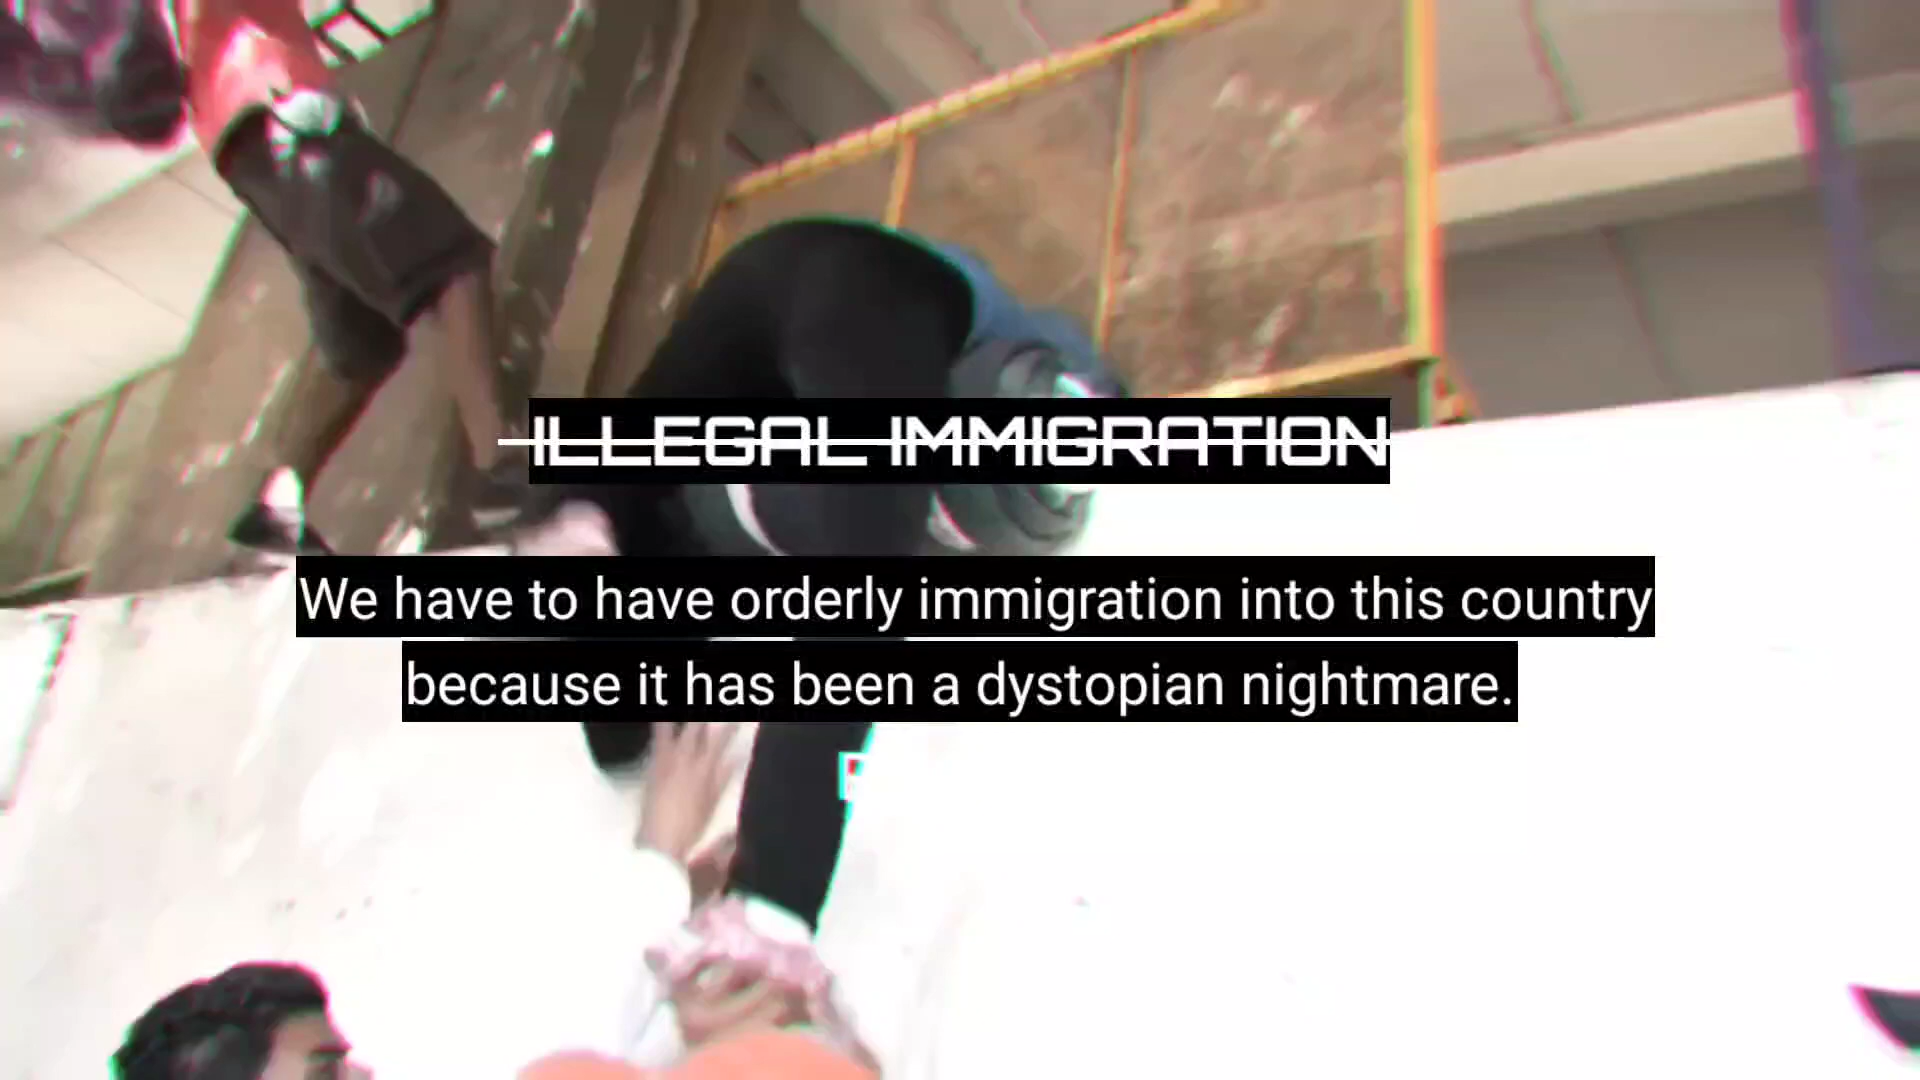 ILLEGAL IMMIGRATION
We have to have orderly immigration into this country
because it has been a dystopian nightmare.